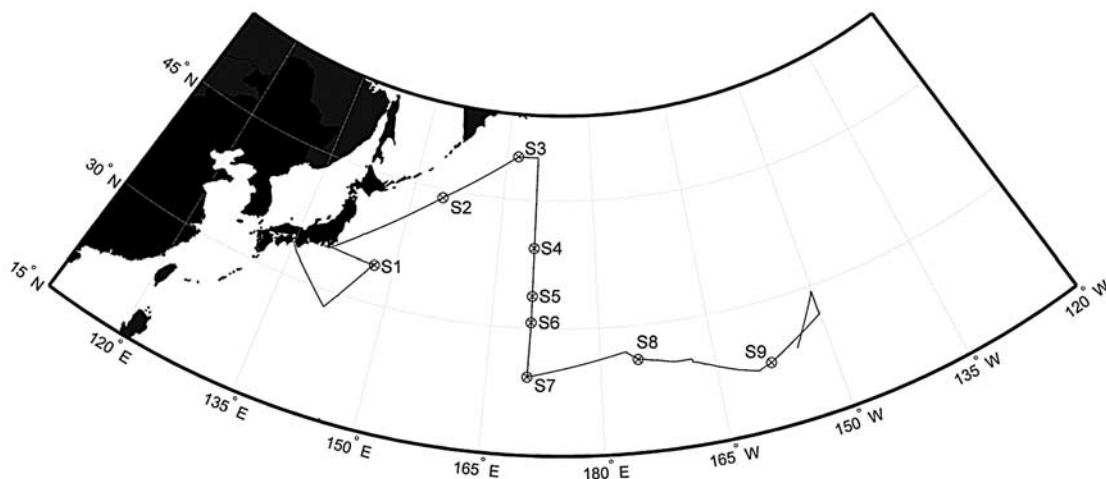 45° N
30° N
15° N
120° E
135° E
150° E
165° E
180° E
165° W
150° W
135° W
120° W
S1
S2
S3
S4
S5
S6
S7
S8
S9